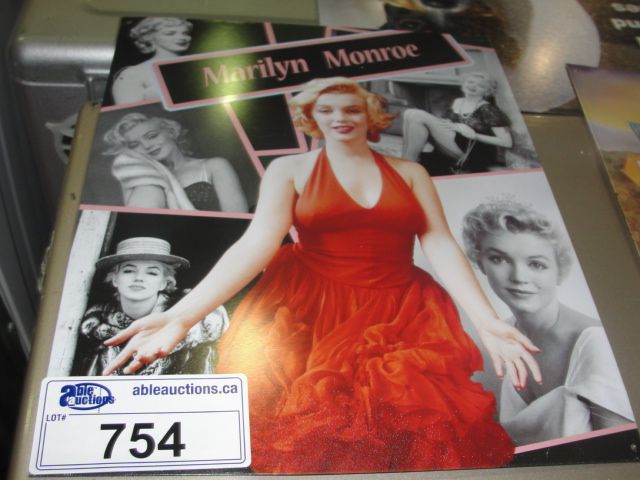 Marilyn Monroe
able
auctions
ableauctions.ca
LOT#
754